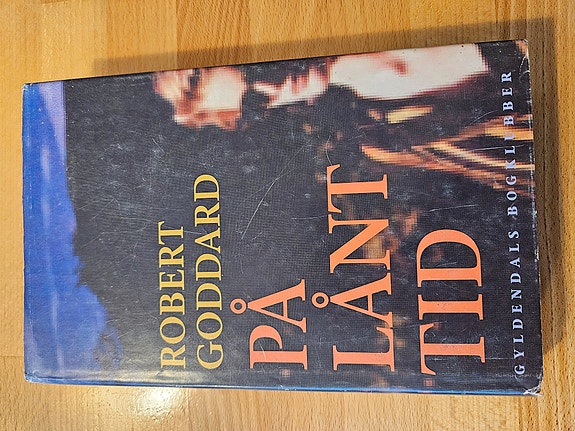 ROBERT
GODDARD
PÅ
LÅNT
TID
GYLDENDALS BOGKLUBBER